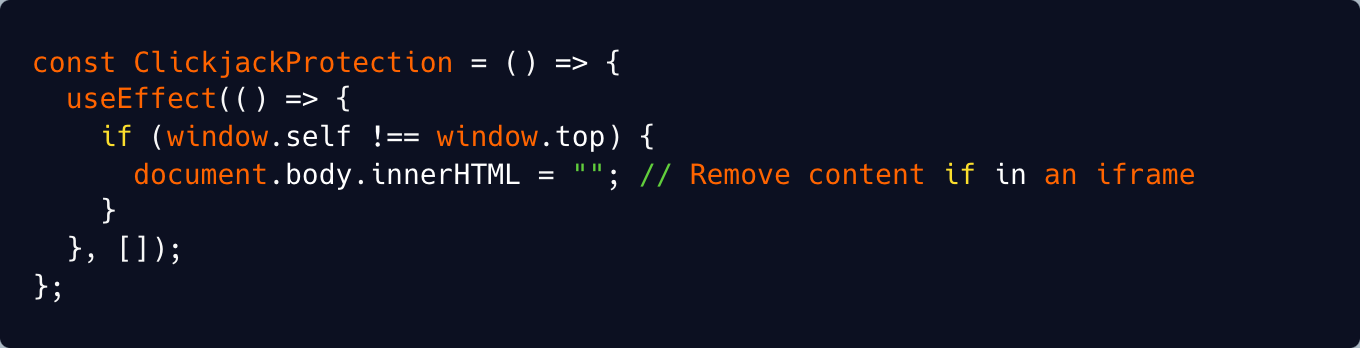 const ClickjackProtection = () => {
  useEffect(() => {
    if (window.self !== window.top) {
      document.body.innerHTML = ""; // Remove content if in an iframe
    }
  }, []);
};